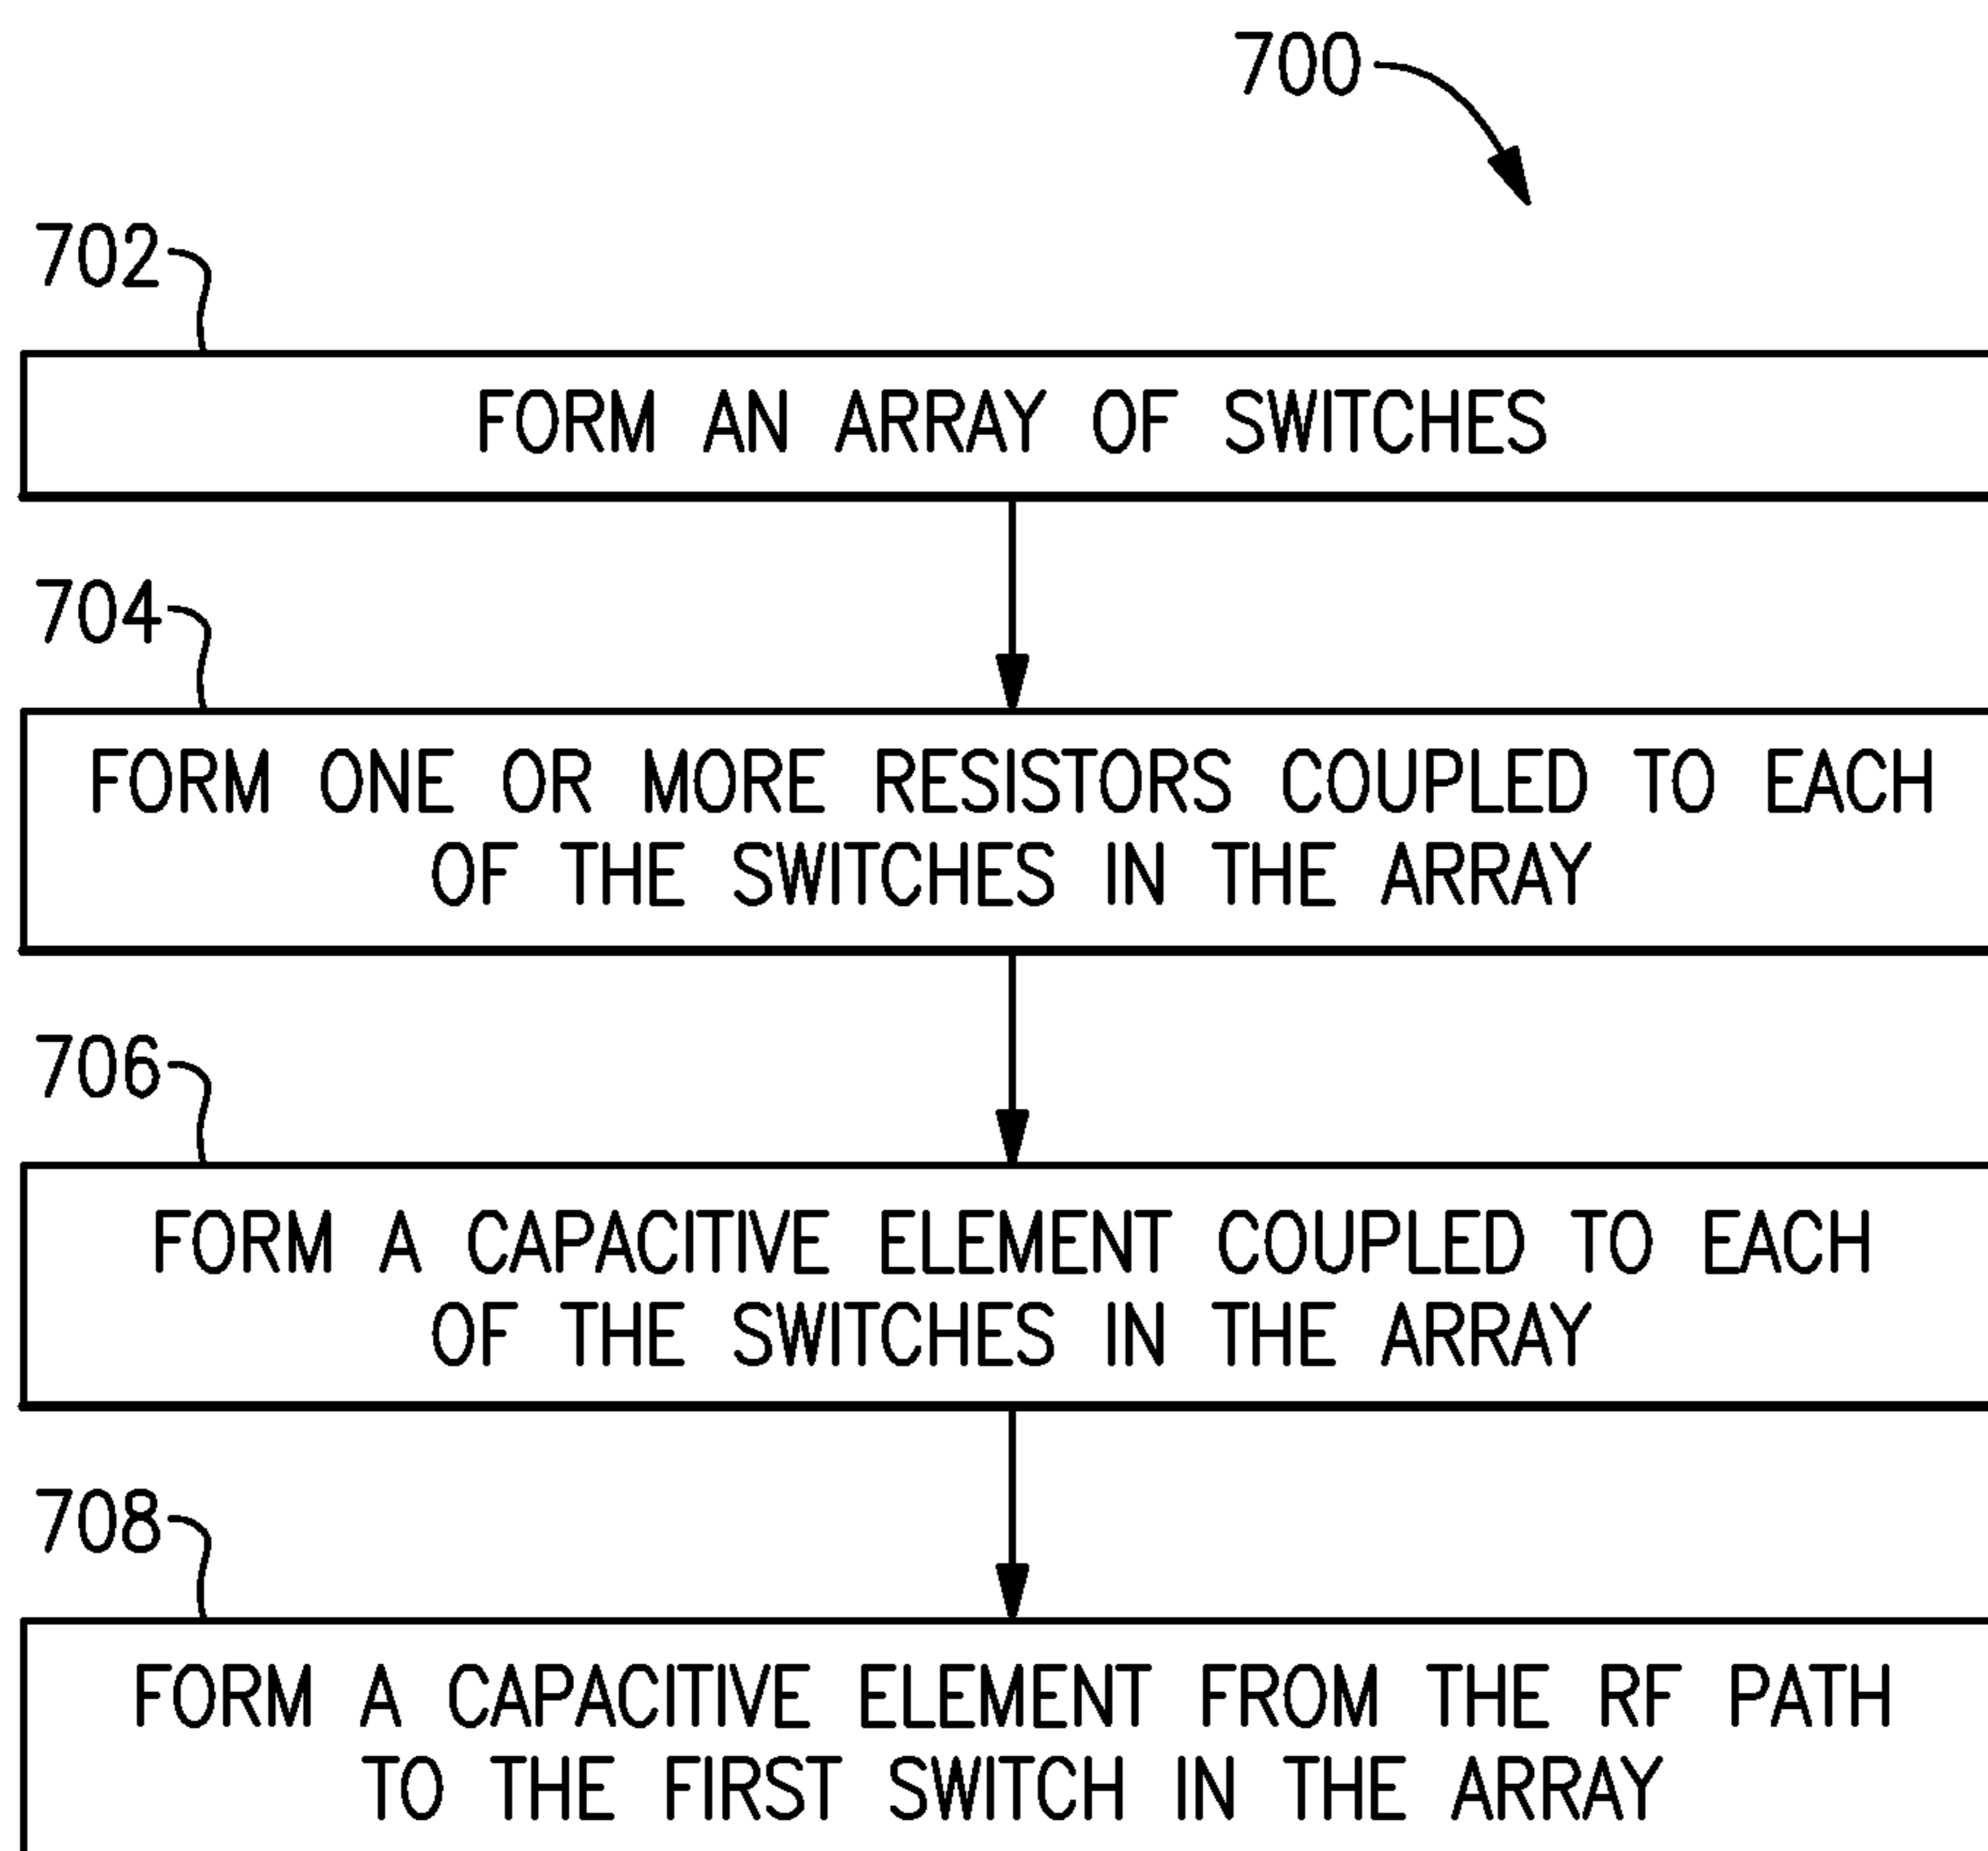 700
702
FORM AN ARRAY OF SWITCHES
704
FORM ONE OR MORE RESISTORS COUPLED TO EACH
OF THE SWITCHES IN THE ARRAY
706
FORM A CAPACITIVE ELEMENT COUPLED TO EACH
OF THE SWITCHES IN THE ARRAY
708
FORM A CAPACITIVE ELEMENT FROM THE RF PATH
TO THE FIRST SWITCH IN THE ARRAY